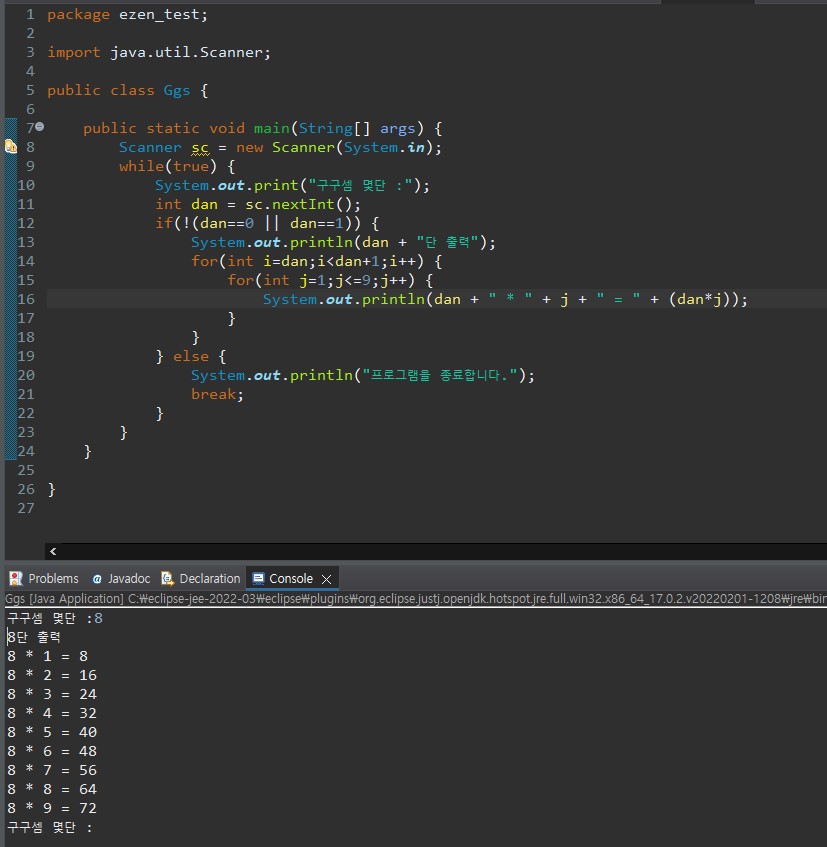 1 package ezen_test;
2
3 import java.util.Scanner;
4
5 public class Ggs {
6
7 public static void main(String[] args) {
8 Scanner sc = new Scanner(System.in);
9 while(true) {
10 System.out.print("구구셈 몇단 :");
11 int dan = sc.nextInt();
12 if(!(dan==0 || dan==1)) {
13 System.out.println(dan + "단 출력");
14 for(int i=dan;i<dan+1;i++) {
15 for(int j=1;j<=9;j++) {
16 System.out.println(dan + " * " + j + " = " + (dan*j));
17 }
18 }
19 } else {
20 System.out.println("프로그램을 종료합니다.");
21 break;
22 }
23 }
24 }
25
26 }
27
Problems @ Javadoc Declaration Console
Ggs [Java Application] C:₩eclipse-jee-2022-03₩eclipse₩plugins₩org.eclipse.justj.openjdk.hotspot.jre.full.win32.x86_64_17.0.2.v20220201-1208₩jre₩bin
구구셈 몇단 :8
8단 출력
8 * 1 = 8
8 * 2 = 16
8 * 3 = 24
8 * 4 = 32
8 * 5 = 40
8 * 6 = 48
8 * 7 = 56
8 * 8 = 64
8 * 9 = 72
구구셈 몇단 :